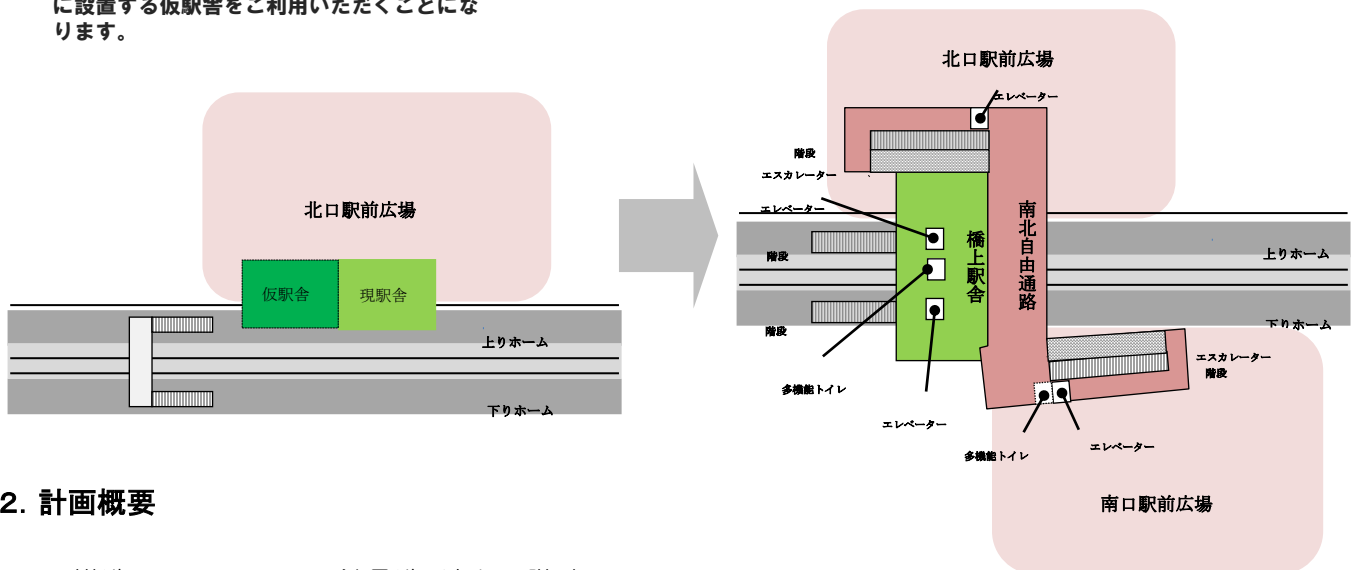 に設置する仮駅舎をご利用いただくことにな
ります。
北口駅前広場
仮駅舎
現駅舎
上りホーム
下りホーム
北口駅前広場
エレベーター
階段
エスカレーター
エレベーター
階段
橋上駅舎
南北自由通路
上りホーム
下りホーム
階段
多機能トイレ
エレベーター
エスカレーター
階段
多機能トイレ
エレベーター
南口駅前広場
2. 計画概要